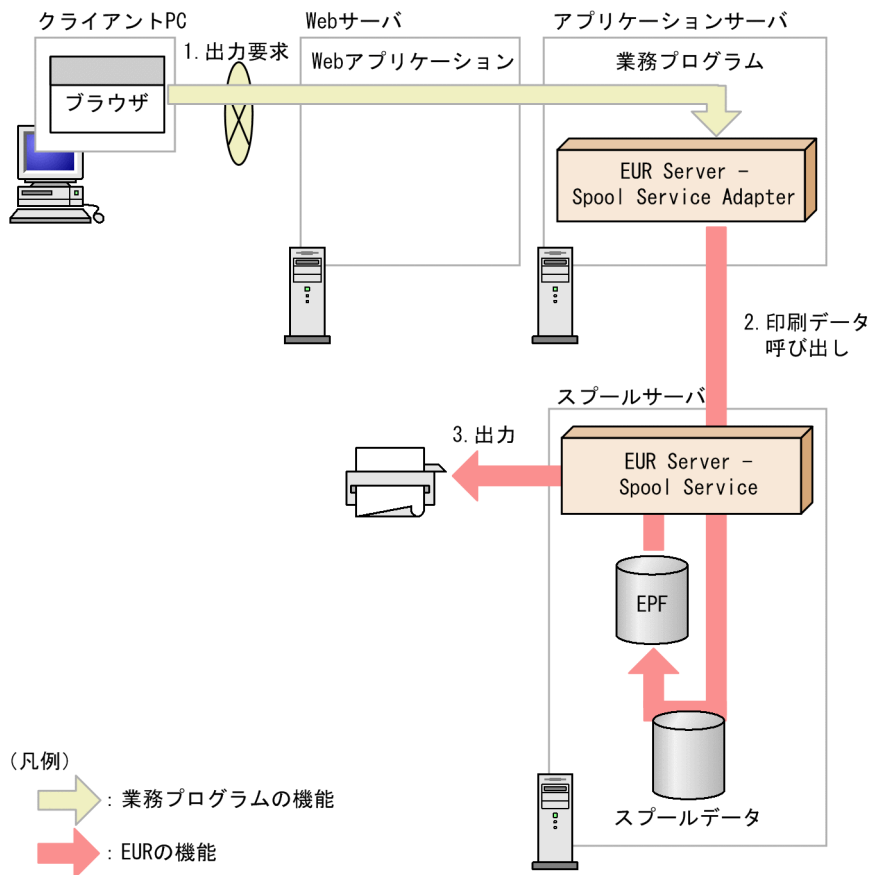 クライアントPC
Webサーバ
アプリケーションサーバ
1. 出力要求
Webアプリケーション
業務プログラム
ブラウザ
EUR Server −
Spool Service Adapter
2. 印刷データ
呼び出し
スプールサーバ
3. 出力
EUR Server −
Spool Service
EPF
スプールデータ
(凡例)
: 業務プログラムの機能
: EURの機能